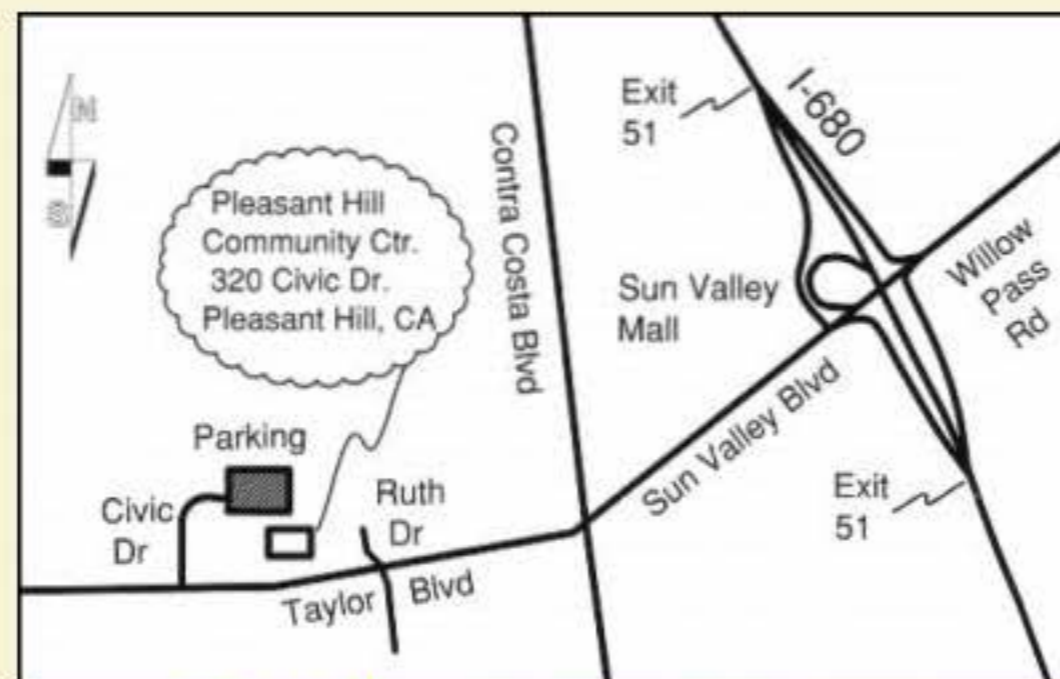 N
S
Pleasant Hill
Community Ctr.
320 Civic Dr.
Pleasant Hill, CA
Parking
Civic
Dr
Ruth
Dr
Taylor Blvd
Contra Costa Blvd
Exit
51
I-680
Sun Valley
Mall
Willow
Pass
Rd
Sun Valley Blvd
Exit
51